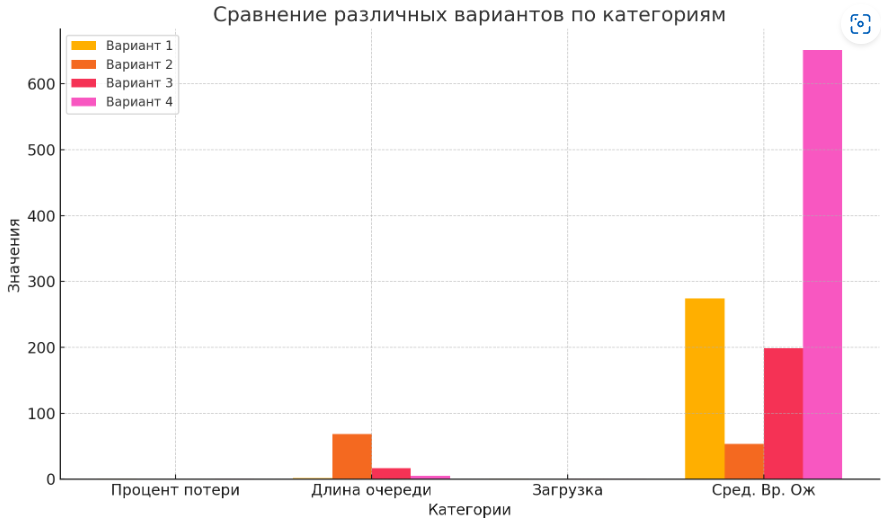 Сравнение различных вариантов по категориям
Вариант 1
Вариант 2
Вариант 3
Вариант 4
Значения
600
500
400
300
200
100
0
Процент потери
Длина очереди
Загрузка
Сред. Вр. Ож
Категории